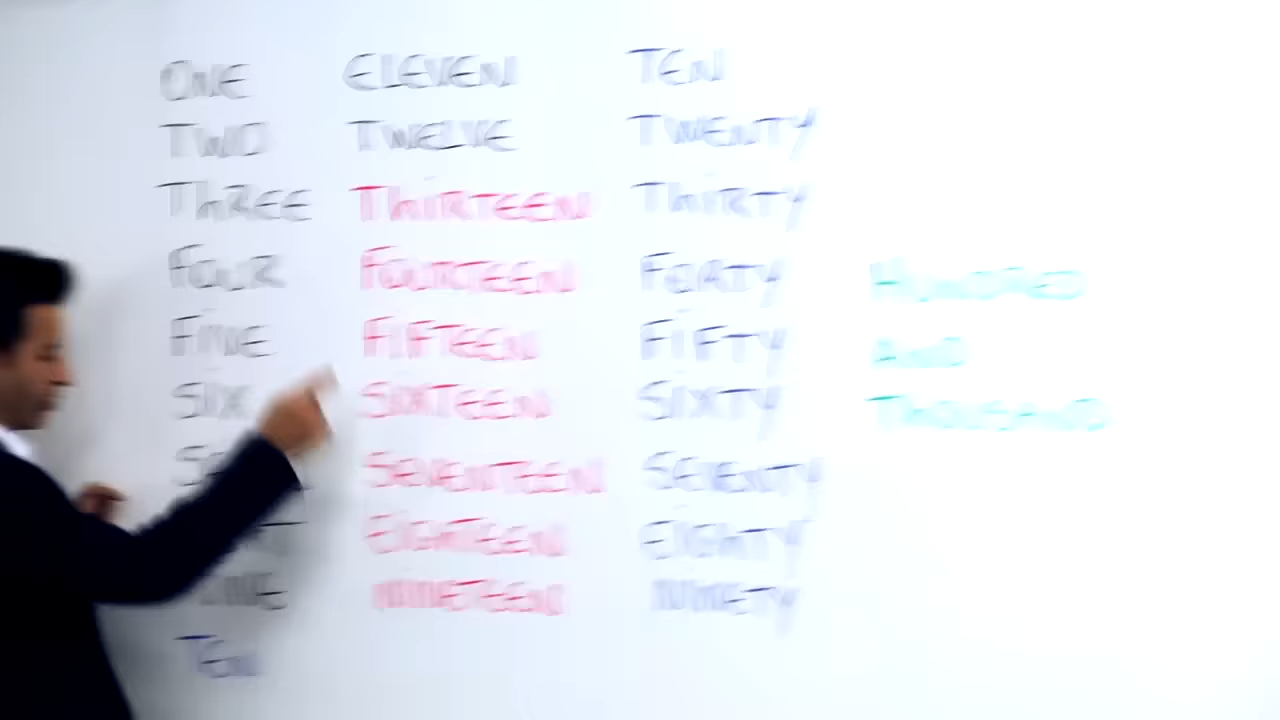 ONE
TWO
THREE
FOUR
FIVE
SIX
TEN
ELEVEN
TWELVE
THIRTEEN
FOURTEEN
FIFTEEN
SIXTEEN
SEVENTEEN
EIGHTEEN
NINETEEN
TEN
TWENTY
THIRTY
FORTY
FIFTY
SIXTY
SEVENTY
EIGHTY
NINETY
HUNDRED
AND
THOUSAND